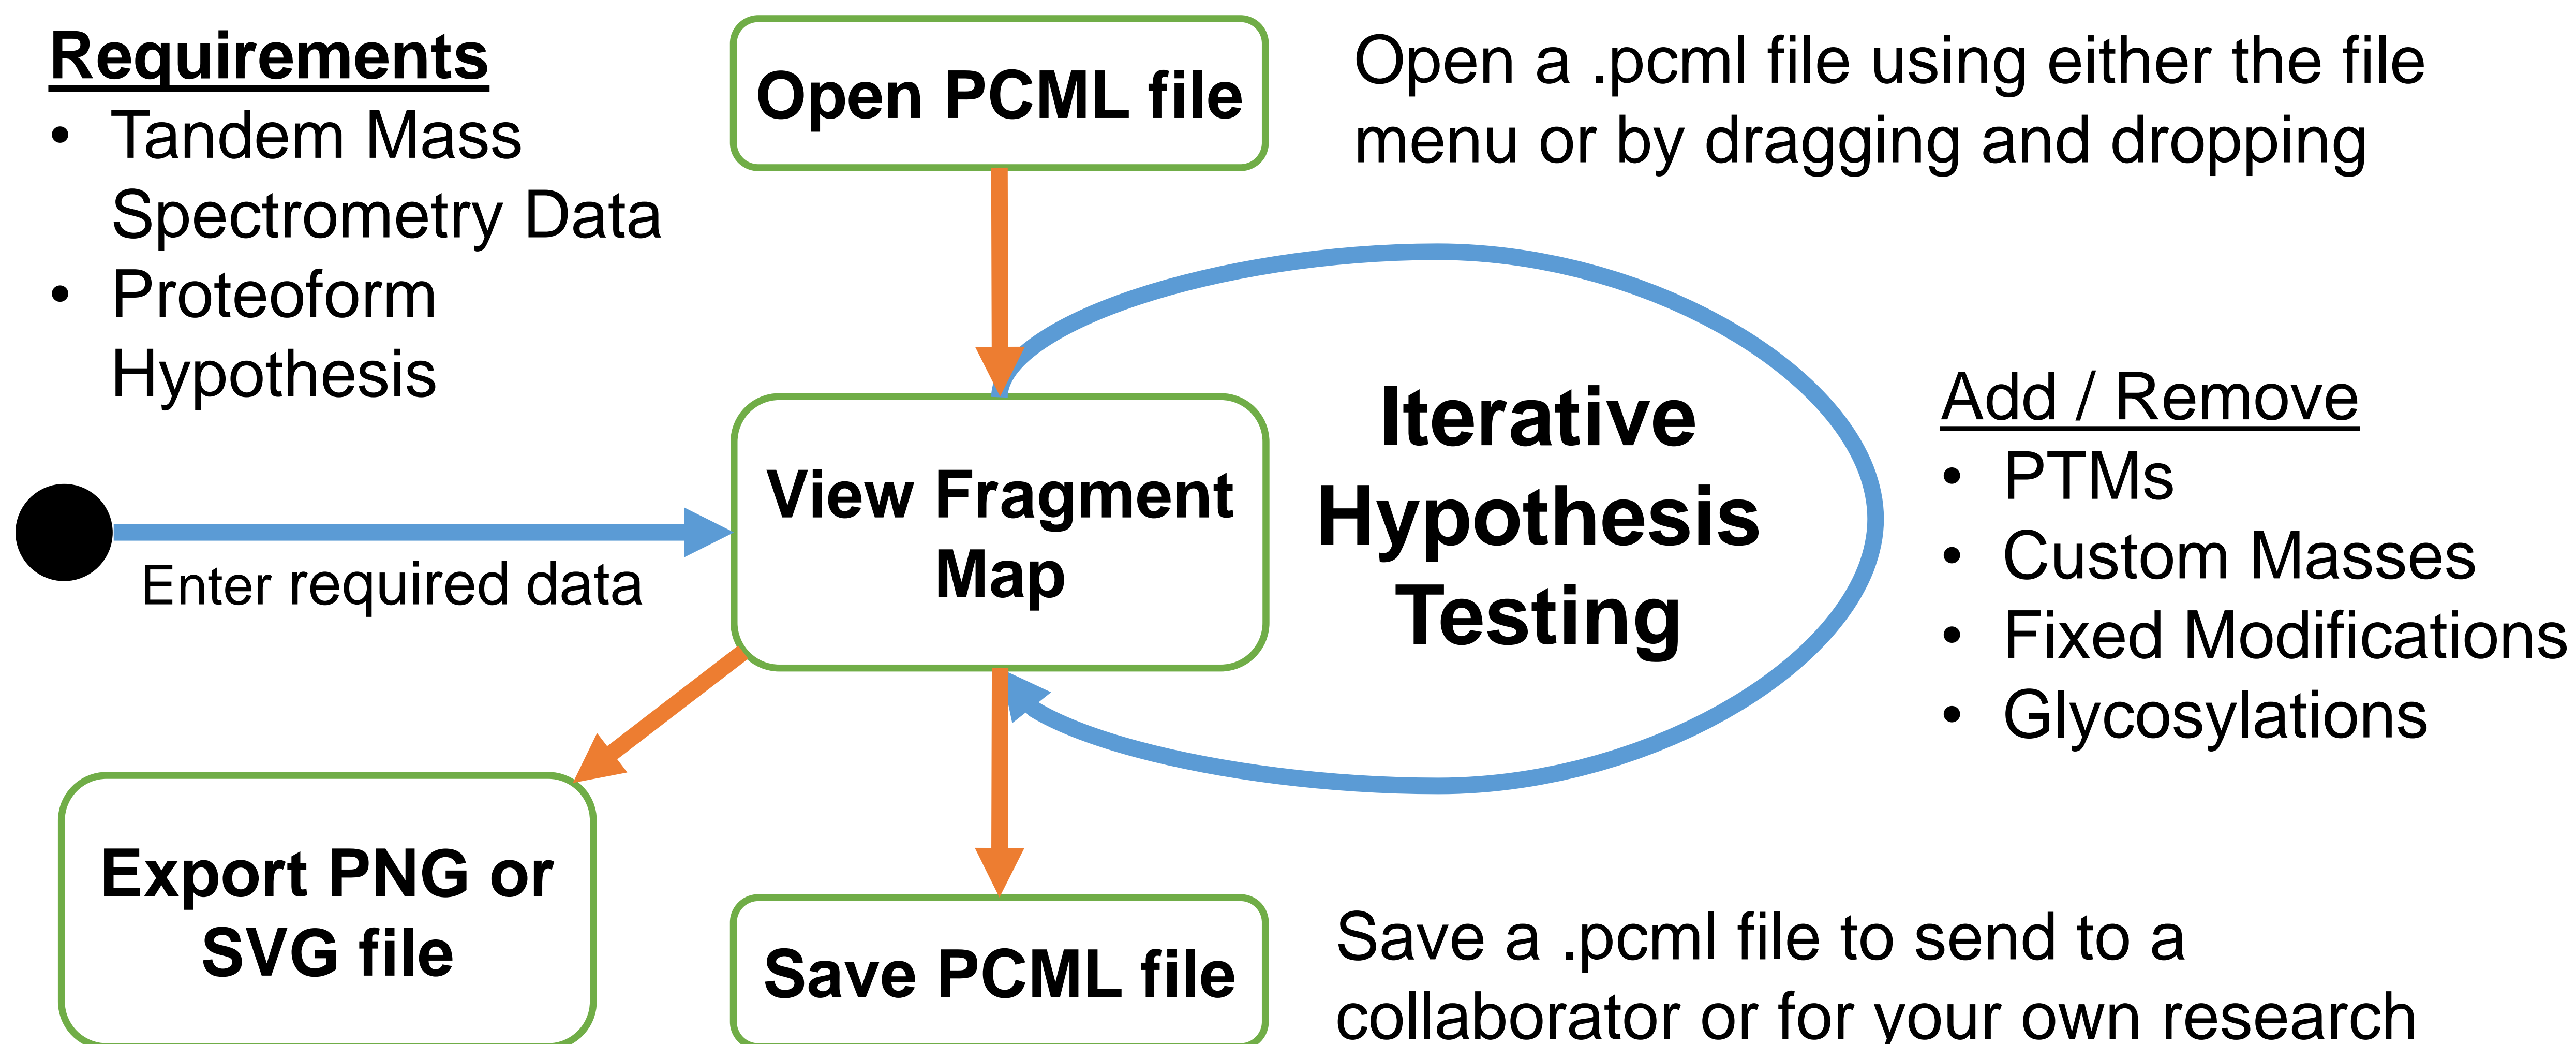 Requirements
• Tandem Mass
Spectrometry Data
• Proteoform
Hypothesis
Open PCML file
Open a .pcml file using either the file
menu or by dragging and dropping
Enter required data
View Fragment
Map
Iterative
Hypothesis
Testing
Add / Remove
• PTMs
• Custom Masses
• Fixed Modifications
• Glycosylations
Export PNG or
SVG file
Save PCML file
Save a .pcml file to send to a
collaborator or for your own research